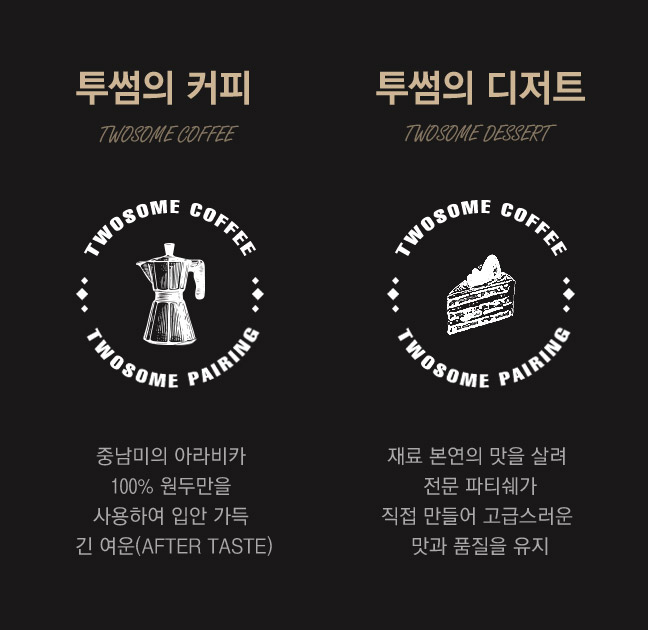 투썸의 커피
TWOSOME COFFEE
TWOSOME COFFEE
TWOSOME PAIRING
중남미의 아라비카
100% 원두만을
사용하여 입안 가득
긴 여운(AFTER TASTE)
투썸의 디저트
TWOSOME DESSERT
TWOSOME COFFEE
TWOSOME PAIRING
재료 본연의 맛을 살려
전문 파티쉐가
직접 만들어 고급스러운
맛과 품질을 유지